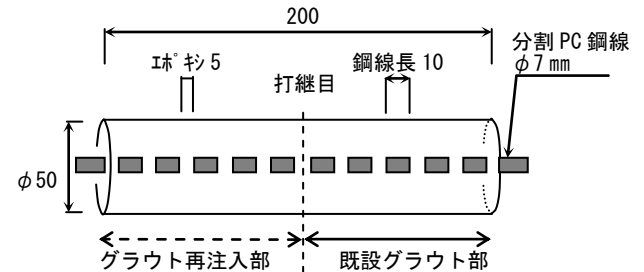 200
分割 PC 鋼線
φ7 mm
エポキシ 5
鋼線長 10
打継目
φ50
グラウト再注入部
既設グラウト部